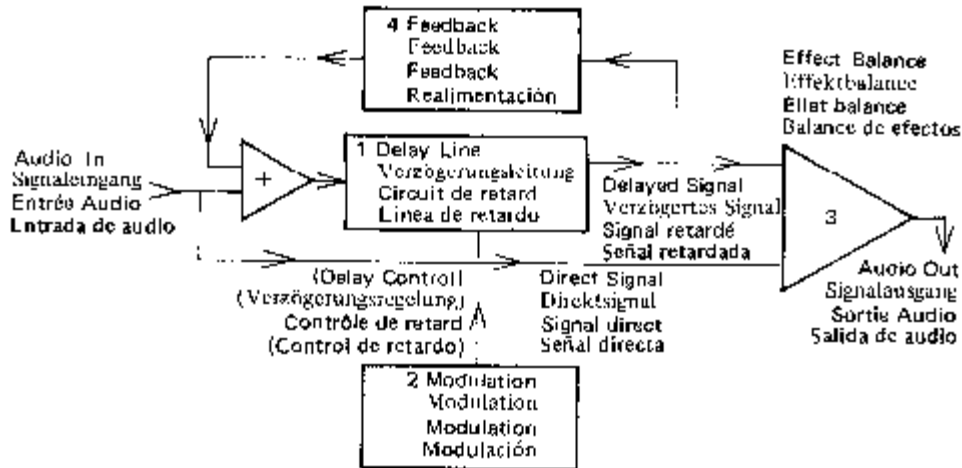 4 Feedback
Feedback
Feedback
Realimentación
Effect Balance
Effektbalance
Effet balance
Balance de efectos
Audio In
Signaleingang
Entrée Audio
Entrada de audio
+
1 Delay Line
Verzögerungsleitung
Circuit de retard
Linea de retardo
Delayed Signal
Verzögertes Signal
Signal retardé
Señal retardada
3
(Delay Control)
(Verzögerungsregelung)
Contrôle de retard
(Control de retardo)
Direct Signal
Direktsignal
Signal direct
Señal directa
Audio Out
Signalausgang
Sortie Audio
Salida de audio
2 Modulation
Modulation
Modulation
Modulación